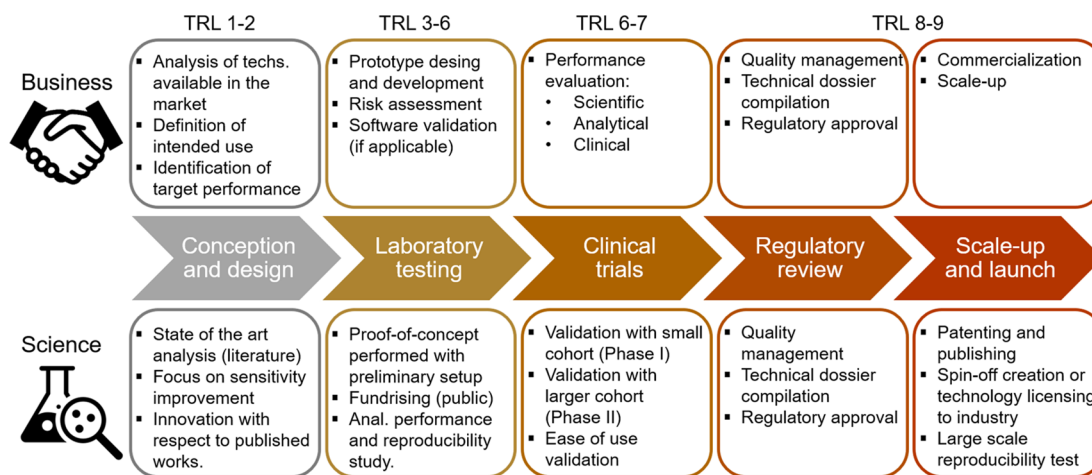 TRL 1-2
TRL 3-6
TRL 6-7
TRL 8-9
Business
▪ Analysis of techs.
available in the
market
▪ Definition of
intended use
▪ Identification of
target performance
▪ Prototype desing
and development
▪ Risk assessment
▪ Software validation
(if applicable)
▪ Performance
evaluation:
• Scientific
• Analytical
• Clinical
▪ Quality management
▪ Technical dossier
compilation
▪ Regulatory approval
▪ Commercialization
▪ Scale-up
Conception
and design
Laboratory
testing
Clinical
trials
Regulatory
review
Scale-up
and launch
Science
▪ State of the art
analysis (literature)
▪ Focus on sensitivity
improvement
▪ Innovation with
respect to published
works.
▪ Proof-of-concept
performed with
preliminary setup
▪ Fundrising (public)
▪ Anal. performance
and reproducibility
study.
▪ Validation with small
cohort (Phase I)
▪ Validation with
larger cohort
(Phase II)
▪ Ease of use
validation
▪ Quality
management
▪ Technical dossier
compilation
▪ Regulatory approval
▪ Patenting and
publishing
▪ Spin-off creation or
technology licensing
to industry
▪ Large scale
reproducibility test